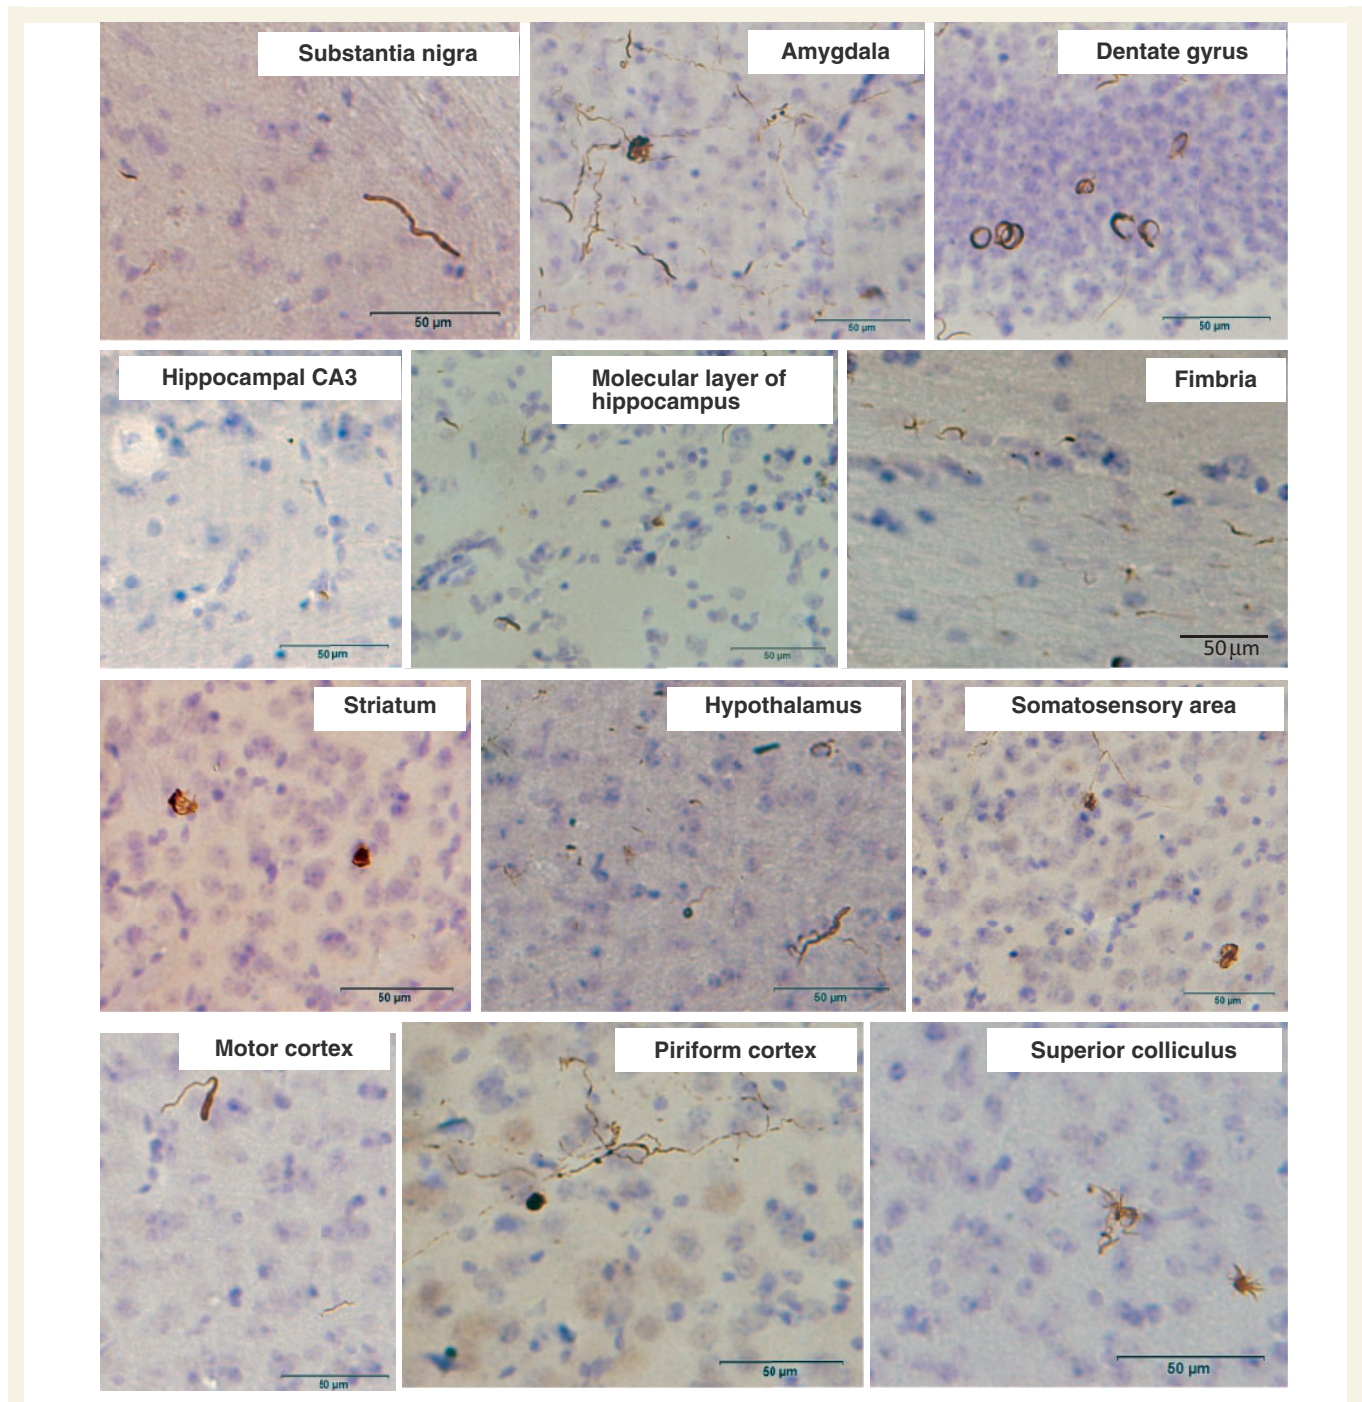 Substantia nigra
Amygdala
Dentate gyrus
50 µm
50 µm
50 µm
Hippocampal CA3
Molecular layer of
hippocampus
Fimbria
50 µm
50 µm
50 µm
Striatum
Hypothalamus
Somatosensory area
50 µm
50 µm
50 µm
Motor cortex
Piriform cortex
Superior colliculus
50 µm
50 µm
50 µm